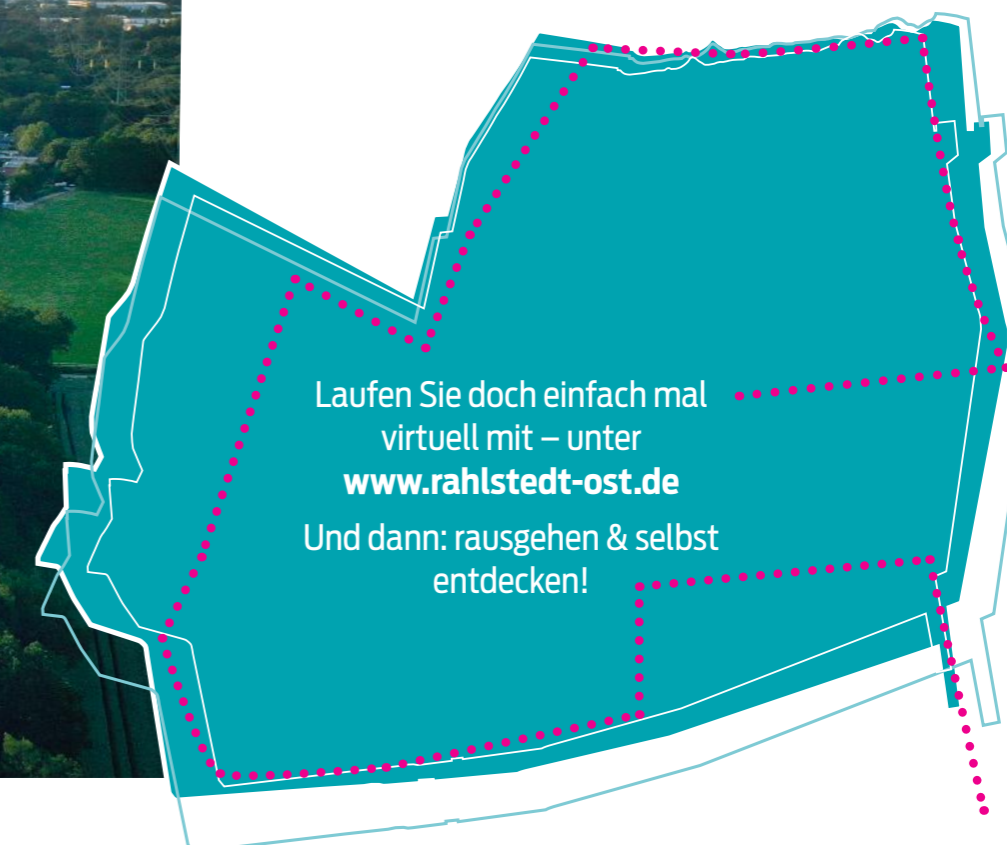 Laufen Sie doch einfach mal
virtuell mit – unter
www.rahlstedt-ost.de
Und dann: rausgehen & selbst
entdecken!